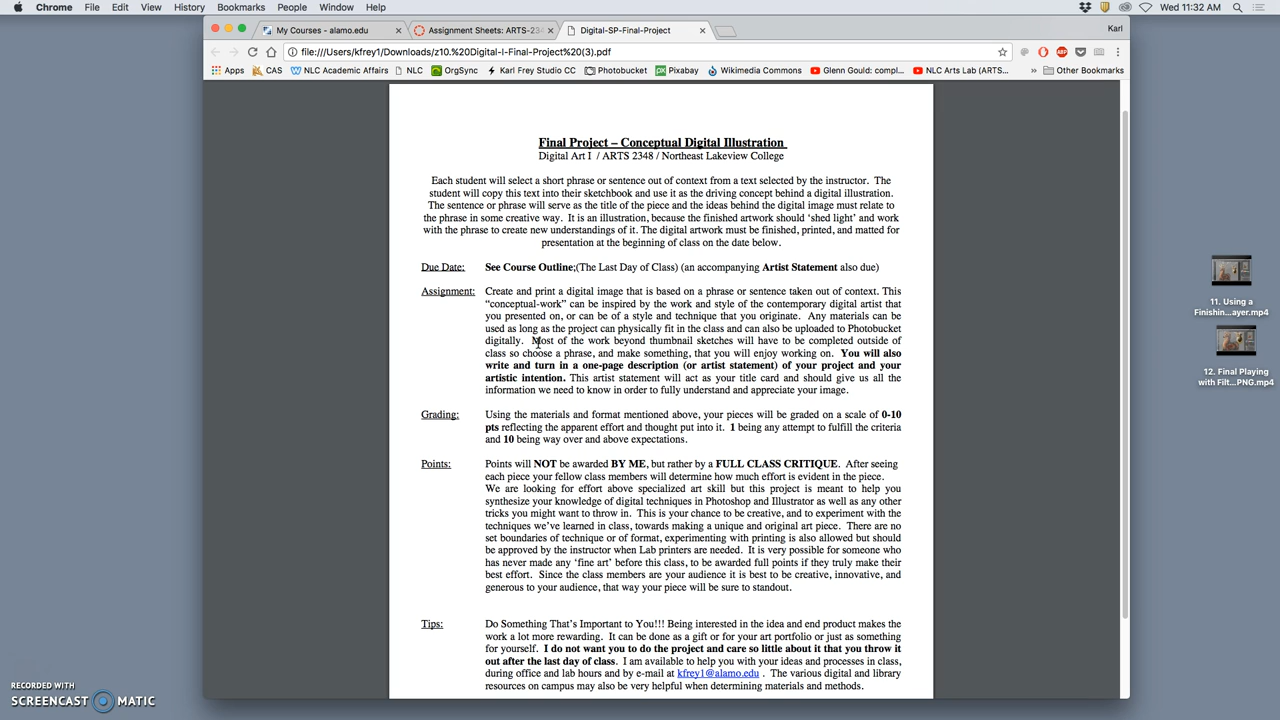 Chrome File Edit View History Bookmarks People Window Help Wed 11:32 AM
My Courses - alamo.edu Assignment Sheets: ARTS-234 Digital-SP-Final-Project Karl
file:///Users/kfrey1/Downloads/z10.%20Digital-I-Final-Project%20(3).pdf
Apps CAS NLC Academic Affairs NLC OrgSync Karl Frey Studio CC Photobucket Pixabay Wikimedia Commons Glenn Gould: compl... NLC Arts Lab (ARTS... » Other Bookmarks
Final Project – Conceptual Digital Illustration
Digital Art I / ARTS 2348 / Northeast Lakeview College
Each student will select a short phrase or sentence out of context from a text selected by the instructor. The
student will copy this text into their sketchbook and use it as the driving concept behind a digital illustration.
The sentence or phrase will serve as the title of the piece and the ideas behind the digital image must relate to
the phrase in some creative way. It is an illustration, because the finished artwork should ‘shed light’ and work
with the phrase to create new understandings of it. The digital artwork must be finished, printed, and matted for
presentation at the beginning of class on the date below.
Due Date: See Course Outline;(The Last Day of Class) (an accompanying Artist Statement also due)
Assignment: Create and print a digital image that is based on a phrase or sentence taken out of context. This
“conceptual-work” can be inspired by the work and style of the contemporary digital artist that
you presented on, or can be of a style and technique that you originate. Any materials can be
used as long as the project can physically fit in the class and can also be uploaded to Photobucket
digitally. Most of the work beyond thumbnail sketches will have to be completed outside of
class so choose a phrase, and make something, that you will enjoy working on. You will also
write and turn in a one-page description (or artist statement) of your project and your
artistic intention. This artist statement will act as your title card and should give us all the
information we need to know in order to fully understand and appreciate your image.
Grading: Using the materials and format mentioned above, your pieces will be graded on a scale of 0-10
pts reflecting the apparent effort and thought put into it. 1 being any attempt to fulfill the criteria
and 10 being way over and above expectations.
Points: Points will NOT be awarded BY ME, but rather by a FULL CLASS CRITIQUE. After seeing
each piece your fellow class members will determine how much effort is evident in the piece.
We are looking for effort above specialized art skill but this project is meant to help you
synthesize your knowledge of digital techniques in Photoshop and Illustrator as well as any other
tricks you might want to throw in. This is your chance to be creative, and to experiment with the
techniques we’ve learned in class, towards making a unique and original art piece. There are no
set boundaries of technique or of format, experimenting with printing is also allowed but should
be approved by the instructor when Lab printers are needed. It is very possible for someone who
has never made any ‘fine art’ before this class, to be awarded full points if they truly make their
best effort. Since the class members are your audience it is best to be creative, innovative, and
generous to your audience, that way your piece will be sure to standout.
Tips: Do Something That’s Important to You!!! Being interested in the idea and end product makes the
work a lot more rewarding. It can be done as a gift or for your art portfolio or just as something
for yourself. I do not want you to do the project and care so little about it that you throw it
out after the last day of class. I am available to help you with your ideas and processes in class,
during office and lab hours and by e-mail at kfrey1@alamo.edu . The various digital and library
resources on campus may also be very helpful when determining materials and methods.
11. Using a
Finishin...ayer.mp4
12. Final Playing
with Filt...PNG.mp4
RECORDED WITH
SCREENCAST MATIC